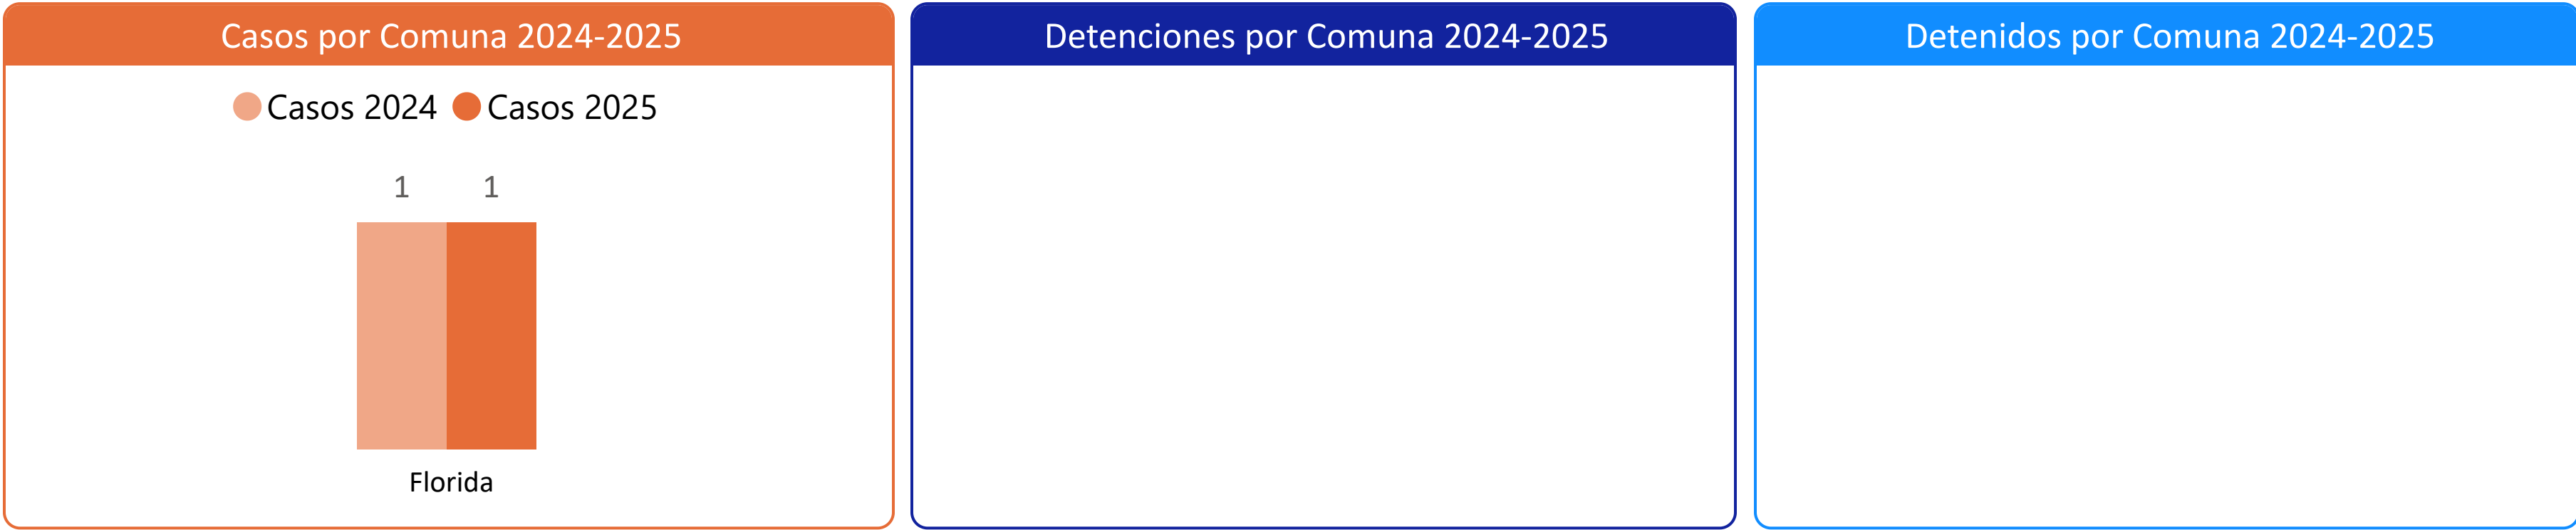 Casos por Comuna 2024-2025
Casos 2024 Casos 2025
1 1
Florida
Detenciones por Comuna 2024-2025
Detenidos por Comuna 2024-2025